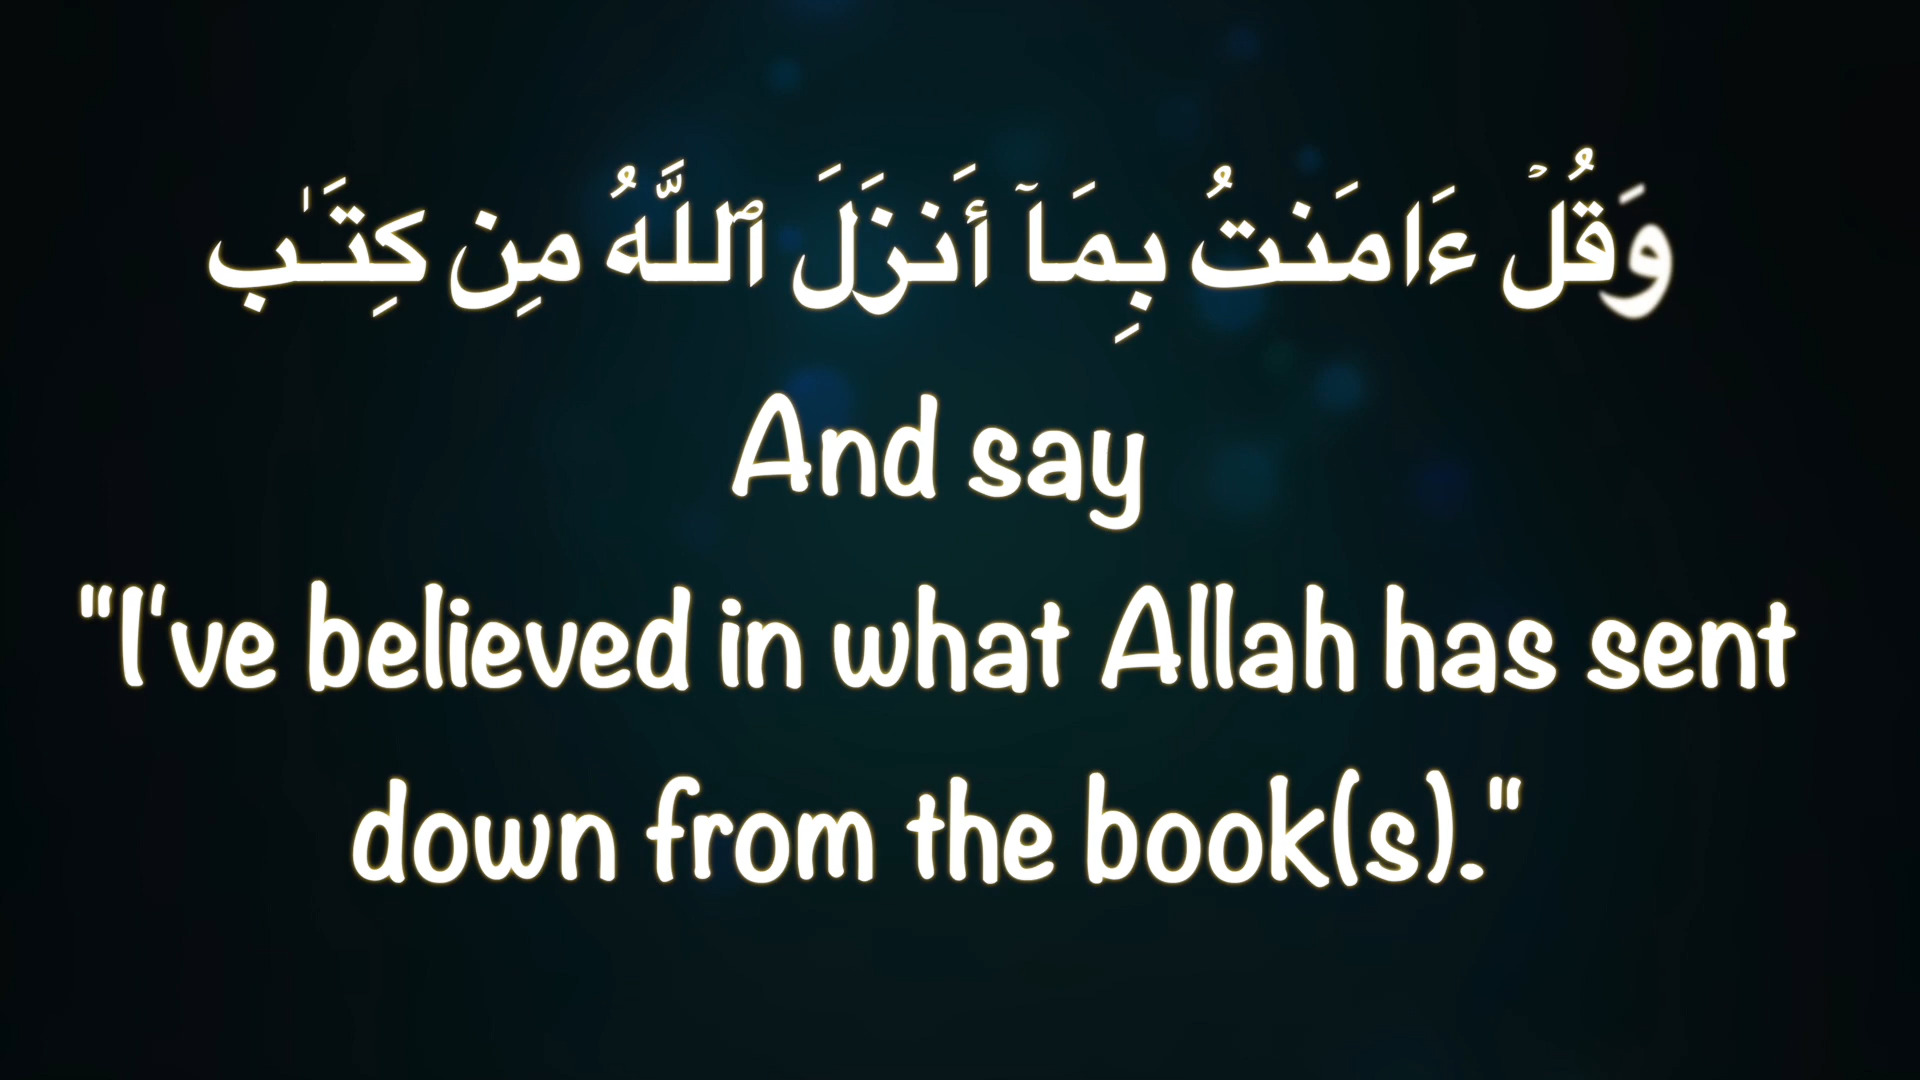 وَقُلۡ ءَامَنتُ بِمَآ أَنزَلَ ٱللَّهُ مِن كِتَـٰب
And say
"I've believed in what Allah has sent
down from the book(s)."